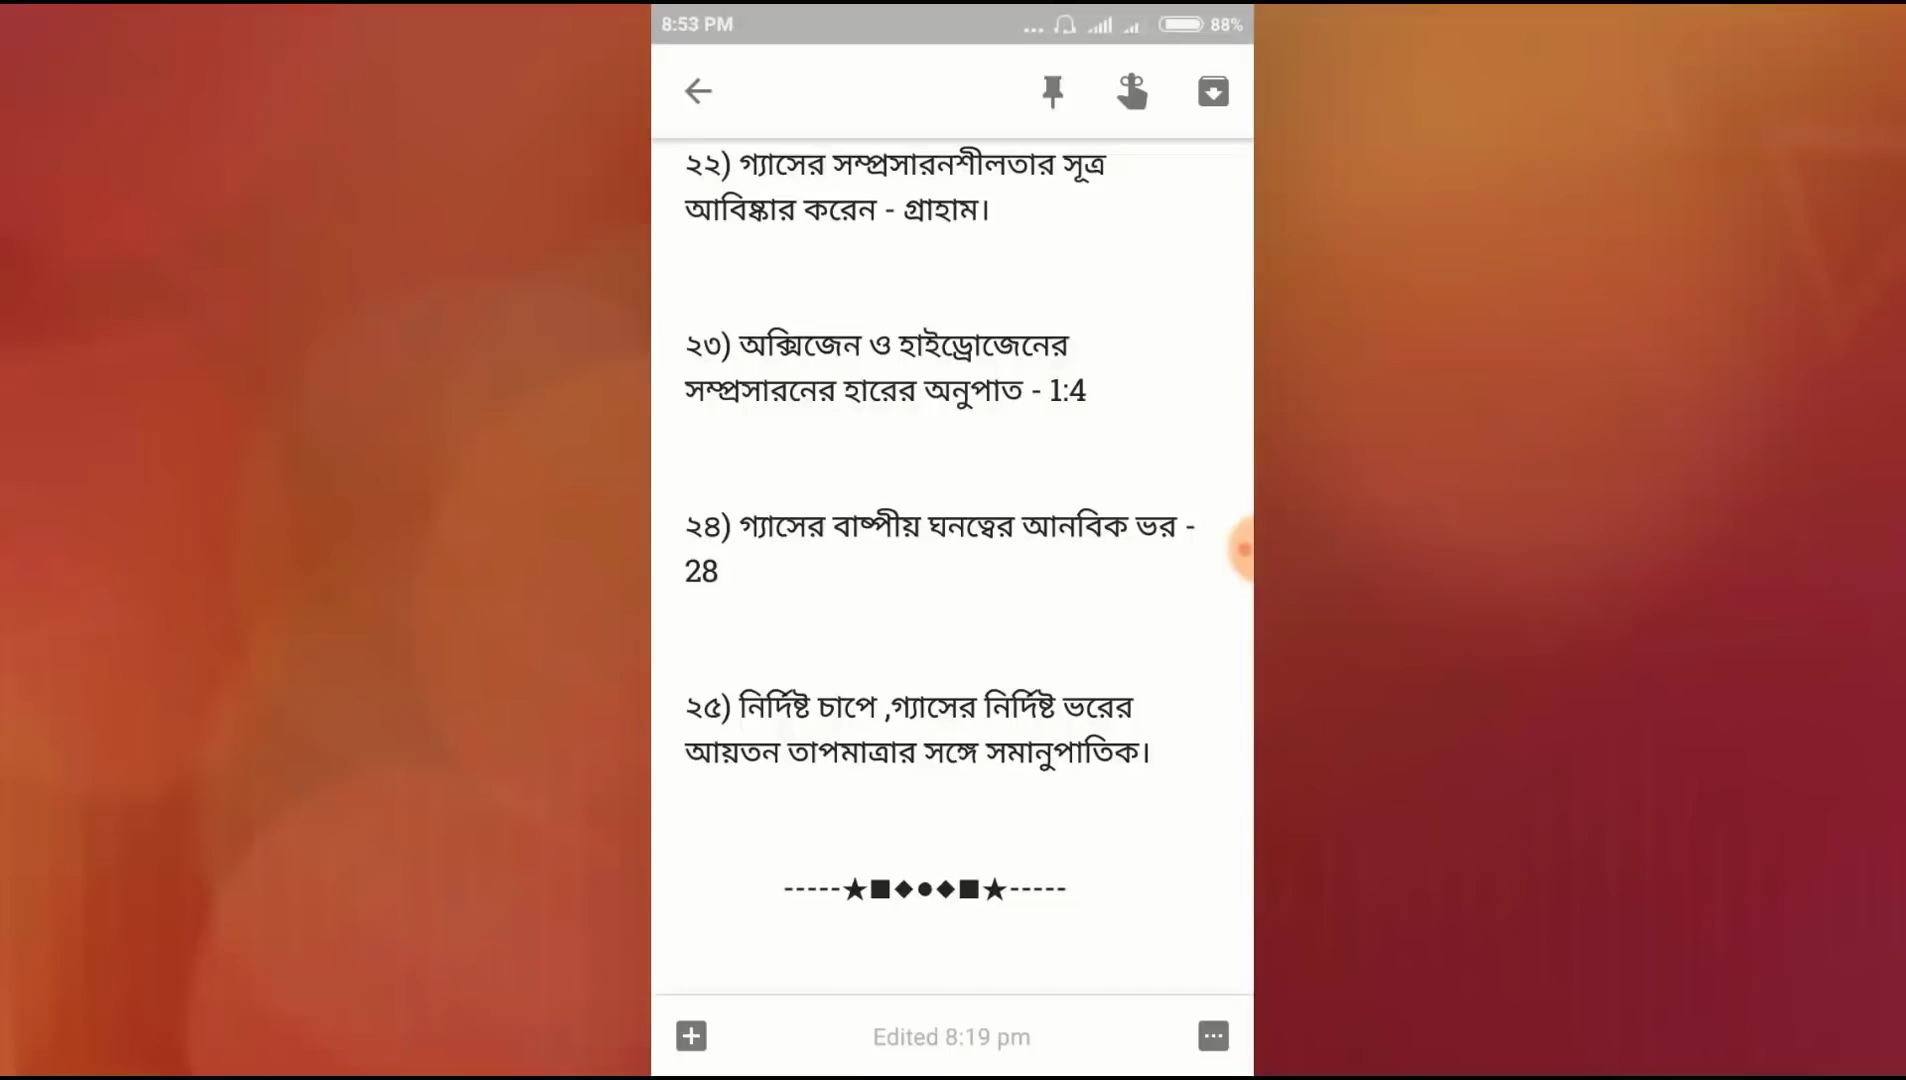 8:53 PM ... 88%
২২) গ্যাসের সম্প্রসারনশীলতার সূত্র
আবিষ্কার করেন - গ্রাহাম।
২৩) অক্সিজেন ও হাইড্রোজেনের
সম্প্রসারনের হারের অনুপাত - 1:4
২৪) গ্যাসের বাষ্পীয় ঘনত্বের আনবিক ভর -
28
২৫) নির্দিষ্ট চাপে ,গ্যাসের নির্দিষ্ট ভরের
আয়তন তাপমাত্রার সঙ্গে সমানুপাতিক।
-----★■◆●◆■★-----
Edited 8:19 pm